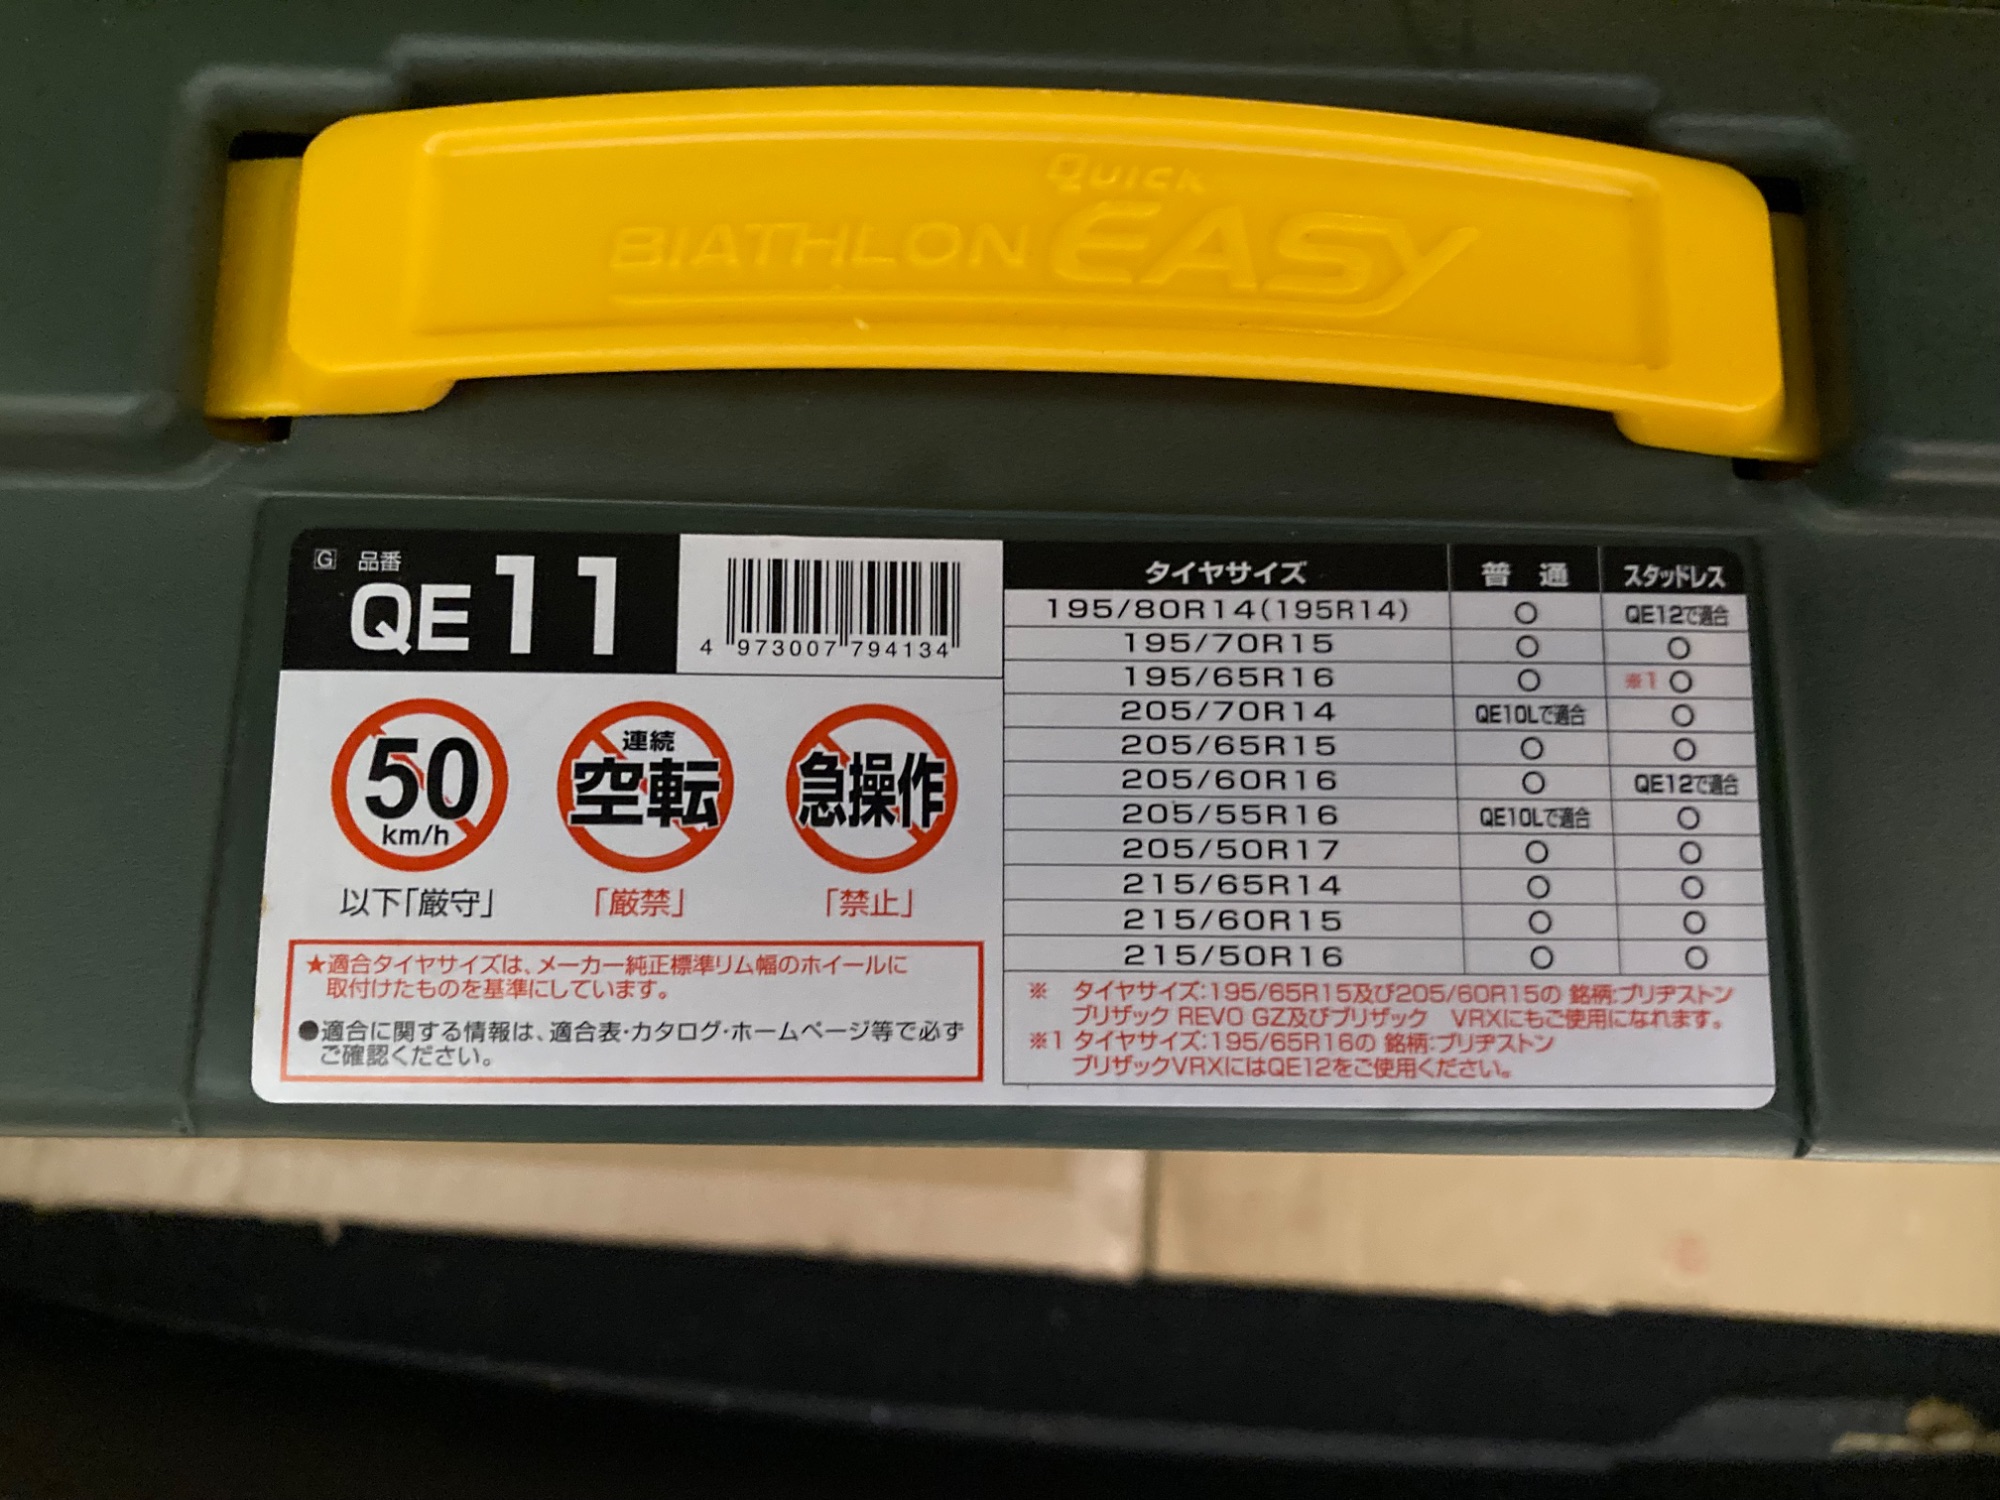 Quick
BIATHLON EASY
G 品番
QE11
4 973007 794134
50
km/h
以下「厳守」
連続
空転
「厳禁」
急操作
「禁止」
★適合タイヤサイズは、メーカー純正標準リム幅のホイールに
取付けたものを基準にしています。
●適合に関する情報は、適合表・カタログ・ホームページ等で必ず
ご確認ください。
タイヤサイズ 普通 スタッドレス
195/80R14(195R14) ○ QE12で適合
195/70R15 ○ ○
195/65R16 ○ ※1 ○
205/70R14 QE10Lで適合 ○
205/65R15 ○ ○
205/60R16 ○ QE12で適合
205/55R16 QE10Lで適合 ○
205/50R17 ○ ○
215/65R14 ○ ○
215/60R15 ○ ○
215/50R16 ○ ○
※ タイヤサイズ:195/65R15及び205/60R15の 銘柄:ブリヂストン
ブリザック REVO GZ及びブリザック VRXにもご使用になれます。
※1 タイヤサイズ:195/65R16の 銘柄:ブリヂストン
ブリザックVRXにはQE12をご使用ください。